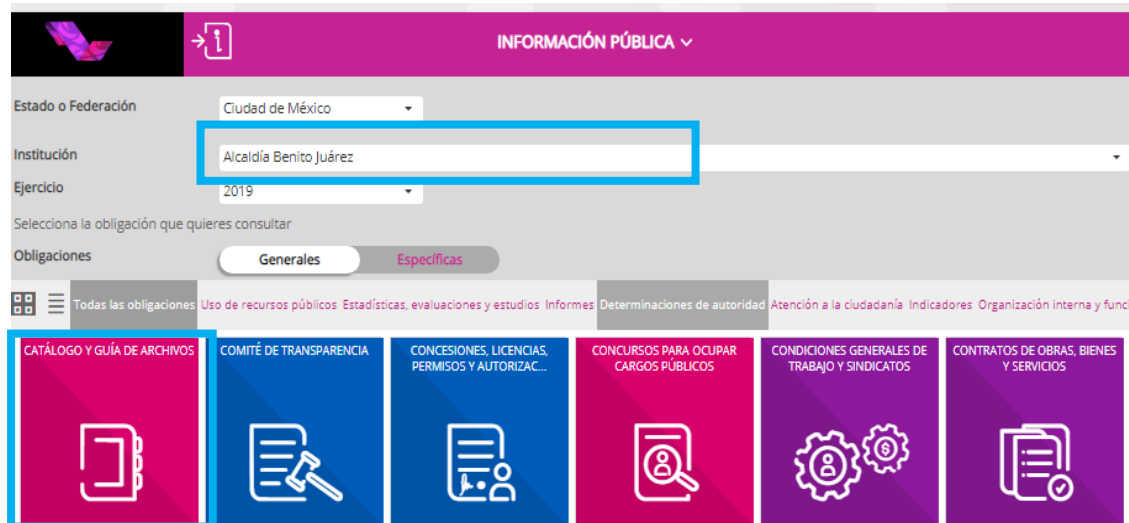 INFORMACIÓN PÚBLICA
Estado o Federación
Ciudad de México
Institución
Alcaldía Benito Juárez
Ejercicio
2019
Selecciona la obligación que quieres consultar
Obligaciones
Generales
Específicas
Todas las obligaciones Uso de recursos públicos Estadísticas, evaluaciones y estudios Informes Determinaciones de autoridad Atención a la ciudadanía Indicadores Organización interna y funci
CATÁLOGO Y GUÍA DE ARCHIVOS
COMITÉ DE TRANSPARENCIA
CONCESIONES, LICENCIAS,
PERMISOS Y AUTORIZAC...
CONCURSOS PARA OCUPAR
CARGOS PÚBLICOS
CONDICIONES GENERALES DE
TRABAJO Y SINDICATOS
CONTRATOS DE OBRAS, BIENES
Y SERVICIOS